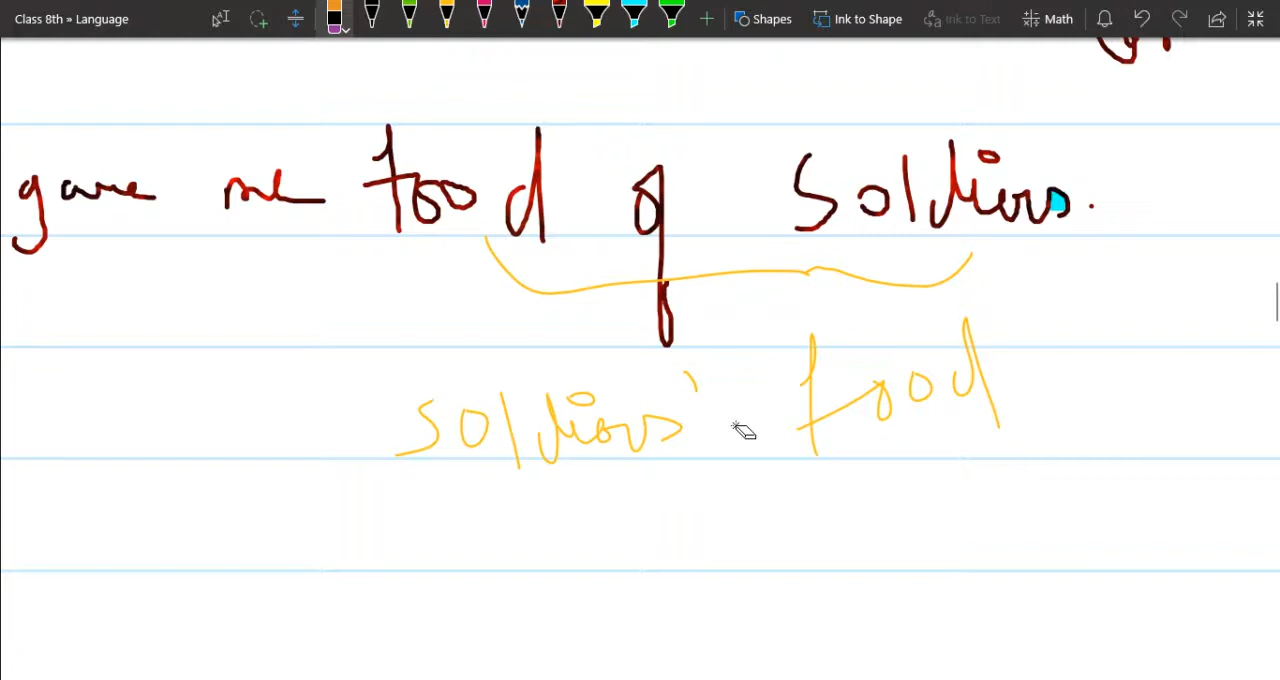 Class 8th » Language
Shapes
Ink to Shape
Ink to Text
Math
gave me food of soldiers.
soldiers' food